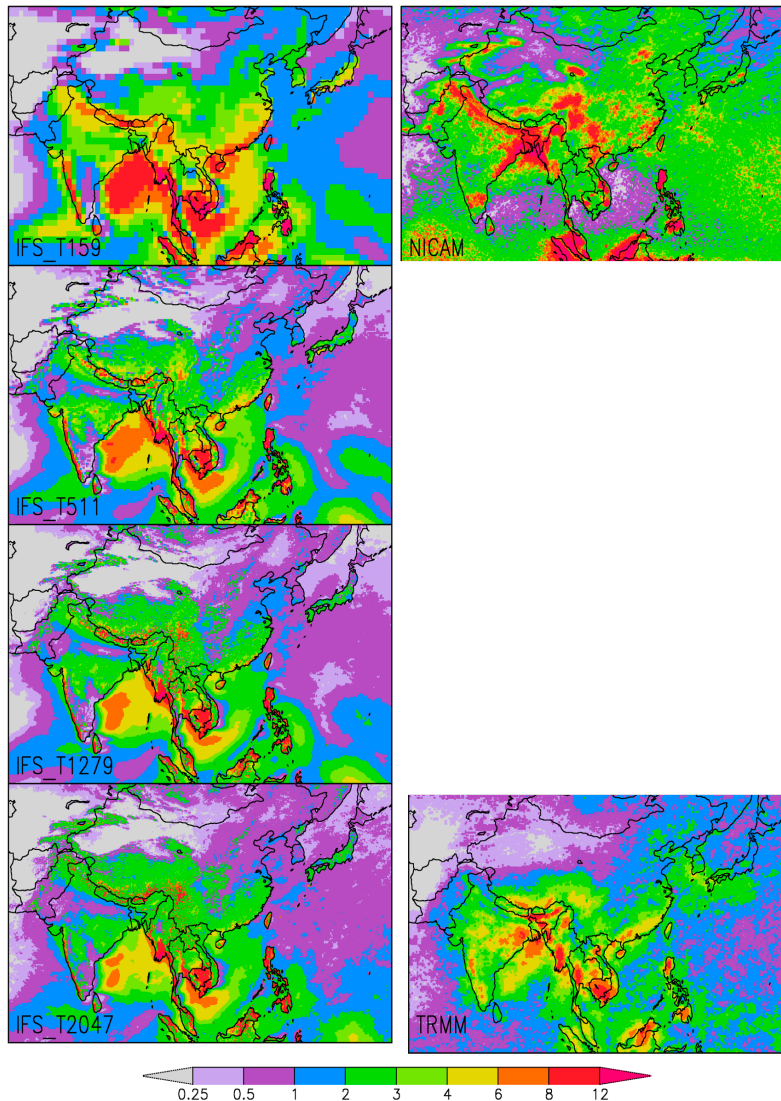 IFS_T159
NICAM
IFS_T511
IFS_T1279
IFS_T2047
TRMM
0.25 0.5 1 2 3 4 6 8 12